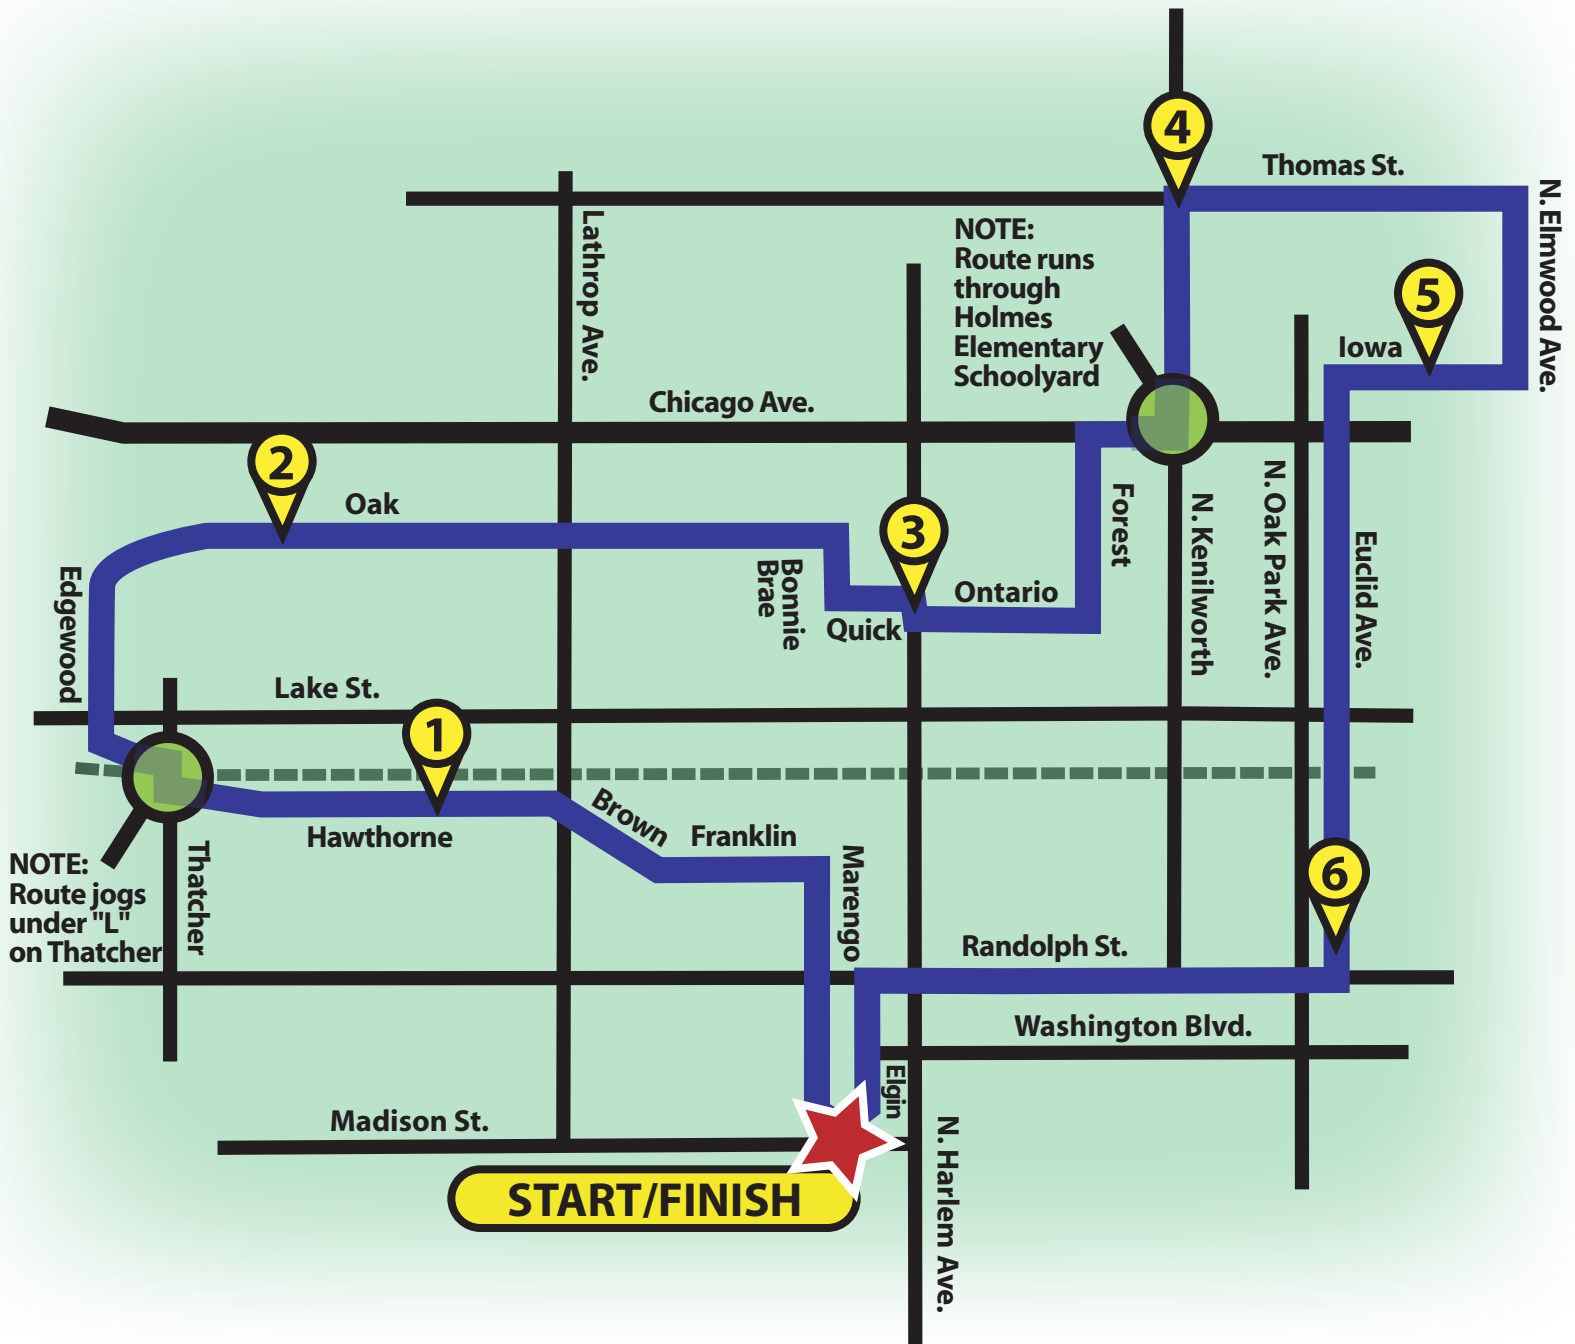 4
Thomas St.
N. Elmwood Ave.
Lathrop Ave.
NOTE:
Route runs
through
Holmes
Elementary
Schoolyard
5
Iowa
Chicago Ave.
2
Oak
3
Forest
N. Kenilworth
N. Oak Park Ave.
Euclid Ave.
Edgewood
Bonnie
Brae
Quick
Ontario
Lake St.
1
Hawthorne
Brown
Franklin
Marengo
6
NOTE:
Route jogs
under "L"
on Thatcher
Thatcher
Randolph St.
Washington Blvd.
Elgin
Madison St.
N. Harlem Ave.
START/FINISH